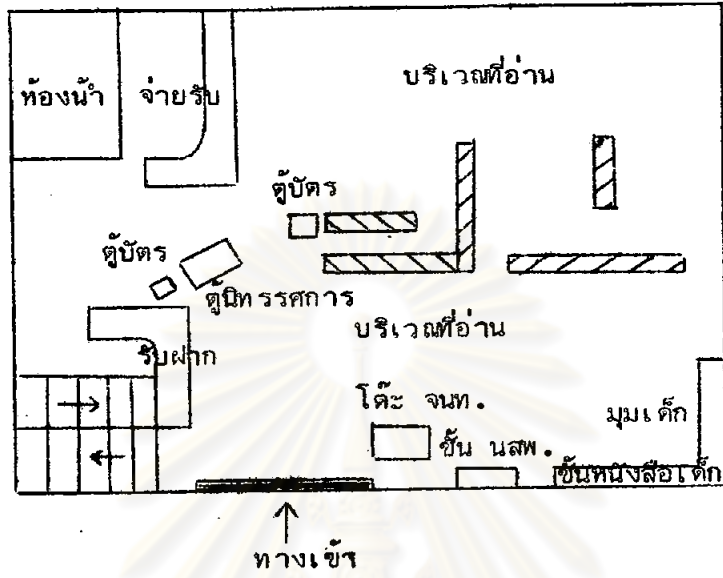 บริเวณที่อ่าน
ห้องน้ำ
จ่ายรับ
ตู้บัตร
ตู้บัตร
ตู้นิทรรศการ
บริเวณที่อ่าน
รับฝาก
โต๊ะ จนท.
มุมเด็ก
ชั้น นสพ.
ชั้นหนังสือเด็ก
ทางเข้า